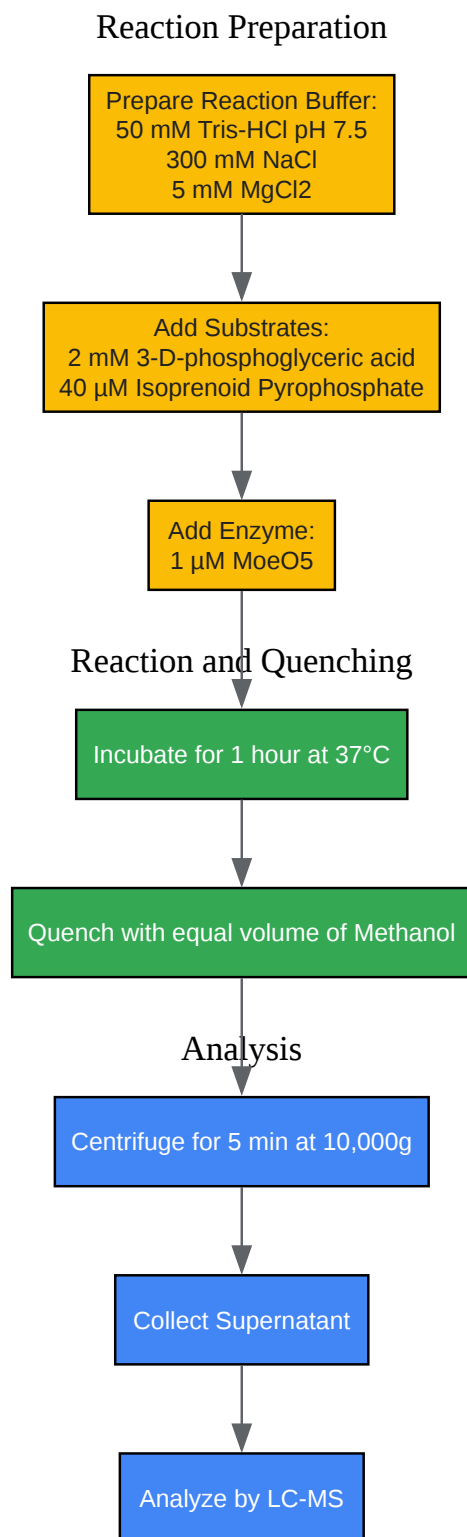 Reaction Preparation
Prepare Reaction Buffer:
50 mM Tris-HCl pH 7.5
300 mM NaCl
5 mM MgCl2
Add Substrates:
2 mM 3-D-phosphoglyceric acid
40 µM Isoprenoid Pyrophosphate
Add Enzyme:
1 µM MoeO5
Reaction and Quenching
Incubate for 1 hour at 37°C
Quench with equal volume of Methanol
Analysis
Centrifuge for 5 min at 10,000g
Collect Supernatant
Analyze by LC-MS